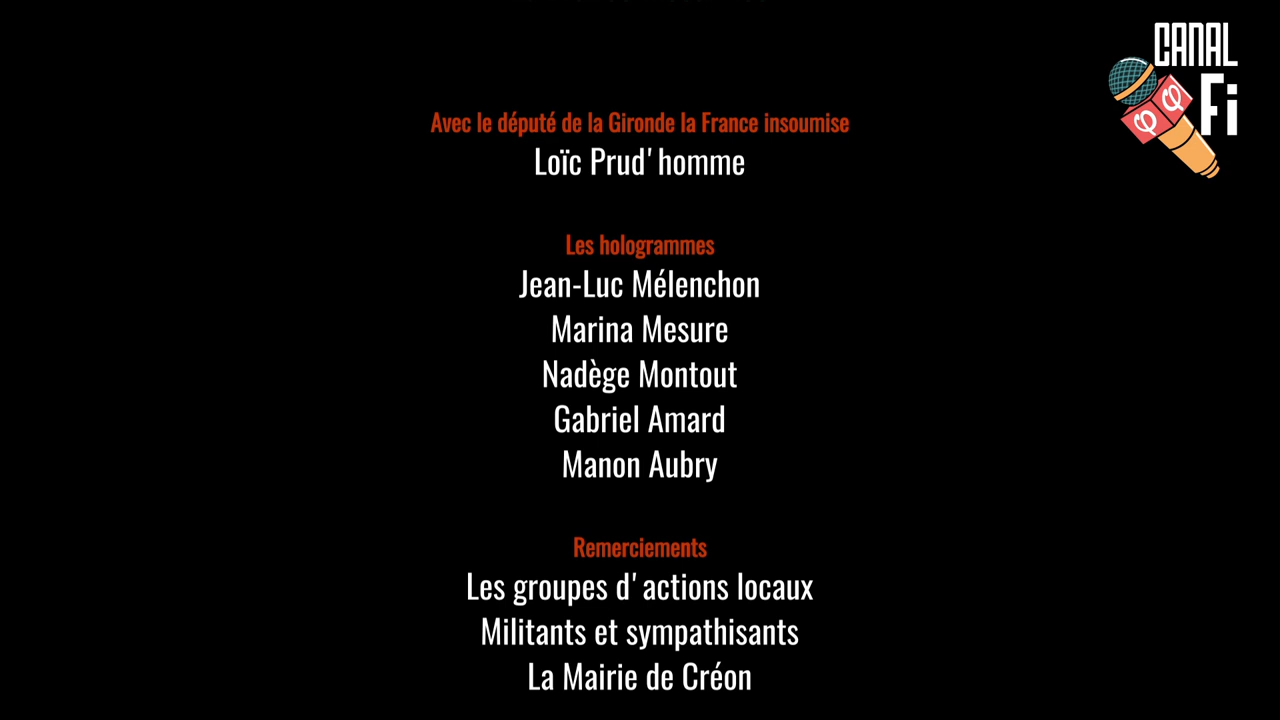 CANAL
Fi
φ φ
Avec le député de la Gironde la France insoumise
Loïc Prud'homme
Les hologrammes
Jean-Luc Mélenchon
Marina Mesure
Nadège Montout
Gabriel Amard
Manon Aubry
Remerciements
Les groupes d'actions locaux
Militants et sympathisants
La Mairie de Créon